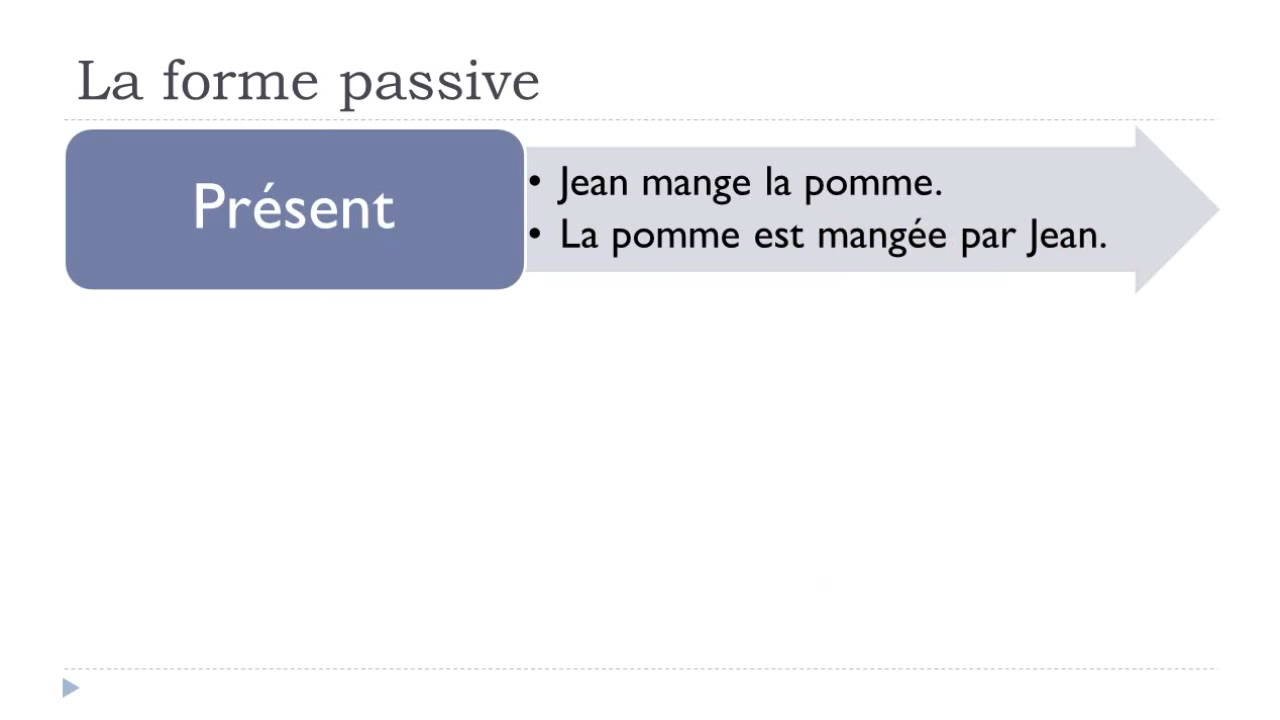 La forme passive
Présent
• Jean mange la pomme.
• La pomme est mangée par Jean.